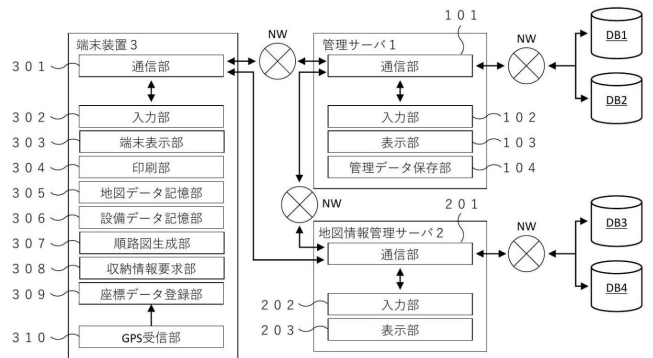 端末装置3
301
通信部
302
入力部
303
端末表示部
304
印刷部
305
地図データ記憶部
306
設備データ記憶部
307
順路図生成部
308
収納情報要求部
309
座標データ登録部
310
GPS受信部
NW
管理サーバ1
101
通信部
入力部
102
表示部
103
管理データ保存部
104
NW
DB1
DB2
NW
地図情報管理サーバ2
201
通信部
202
入力部
203
表示部
NW
DB3
DB4